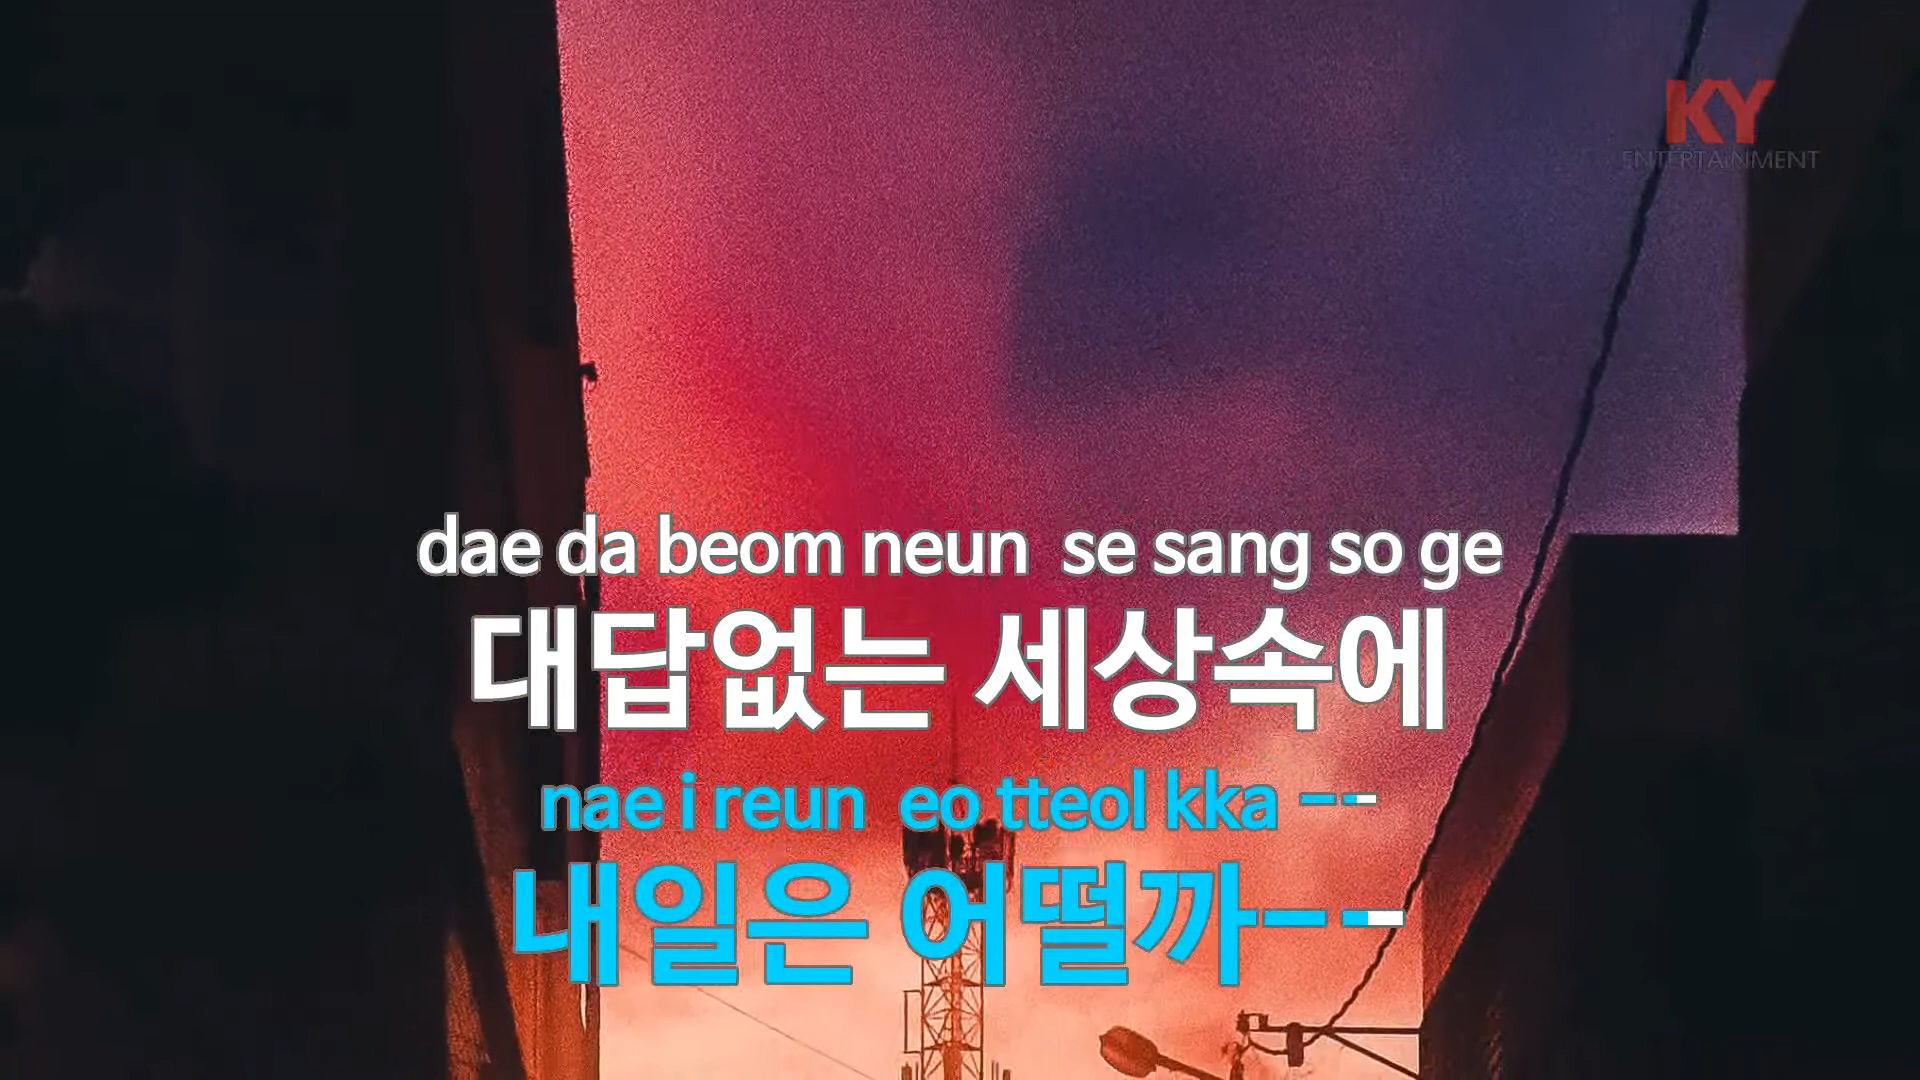 KY
ENTERTAiNMENT
dae da beom neun se sang so ge
대답없는 세상속에
nae i reun eo tteol kka --
내일은 어떨까--